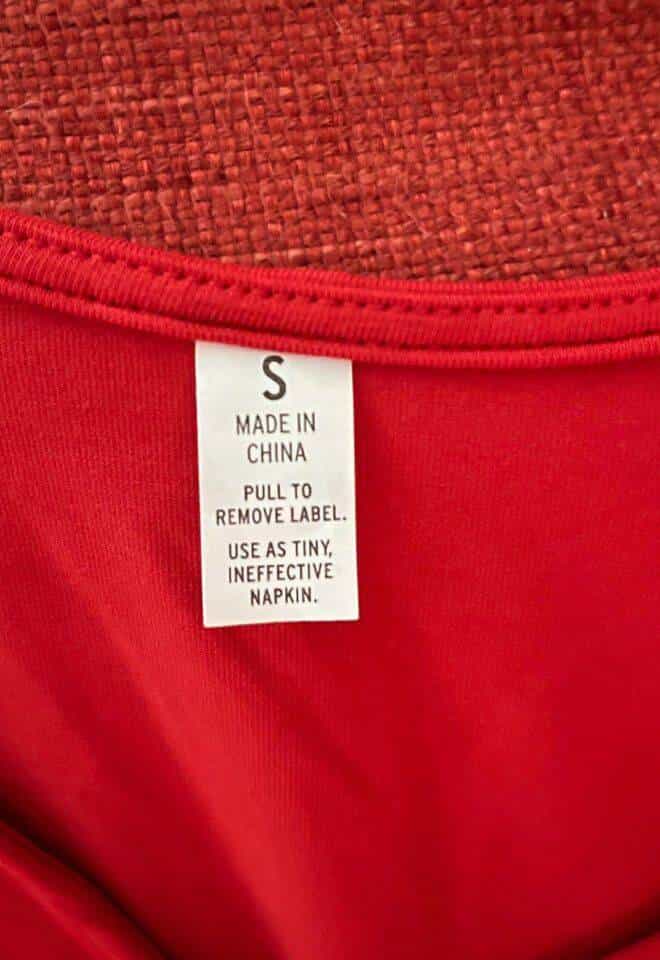 S
MADE IN
CHINA
PULL TO
REMOVE LABEL.
USE AS TINY,
INEFFECTIVE
NAPKIN.